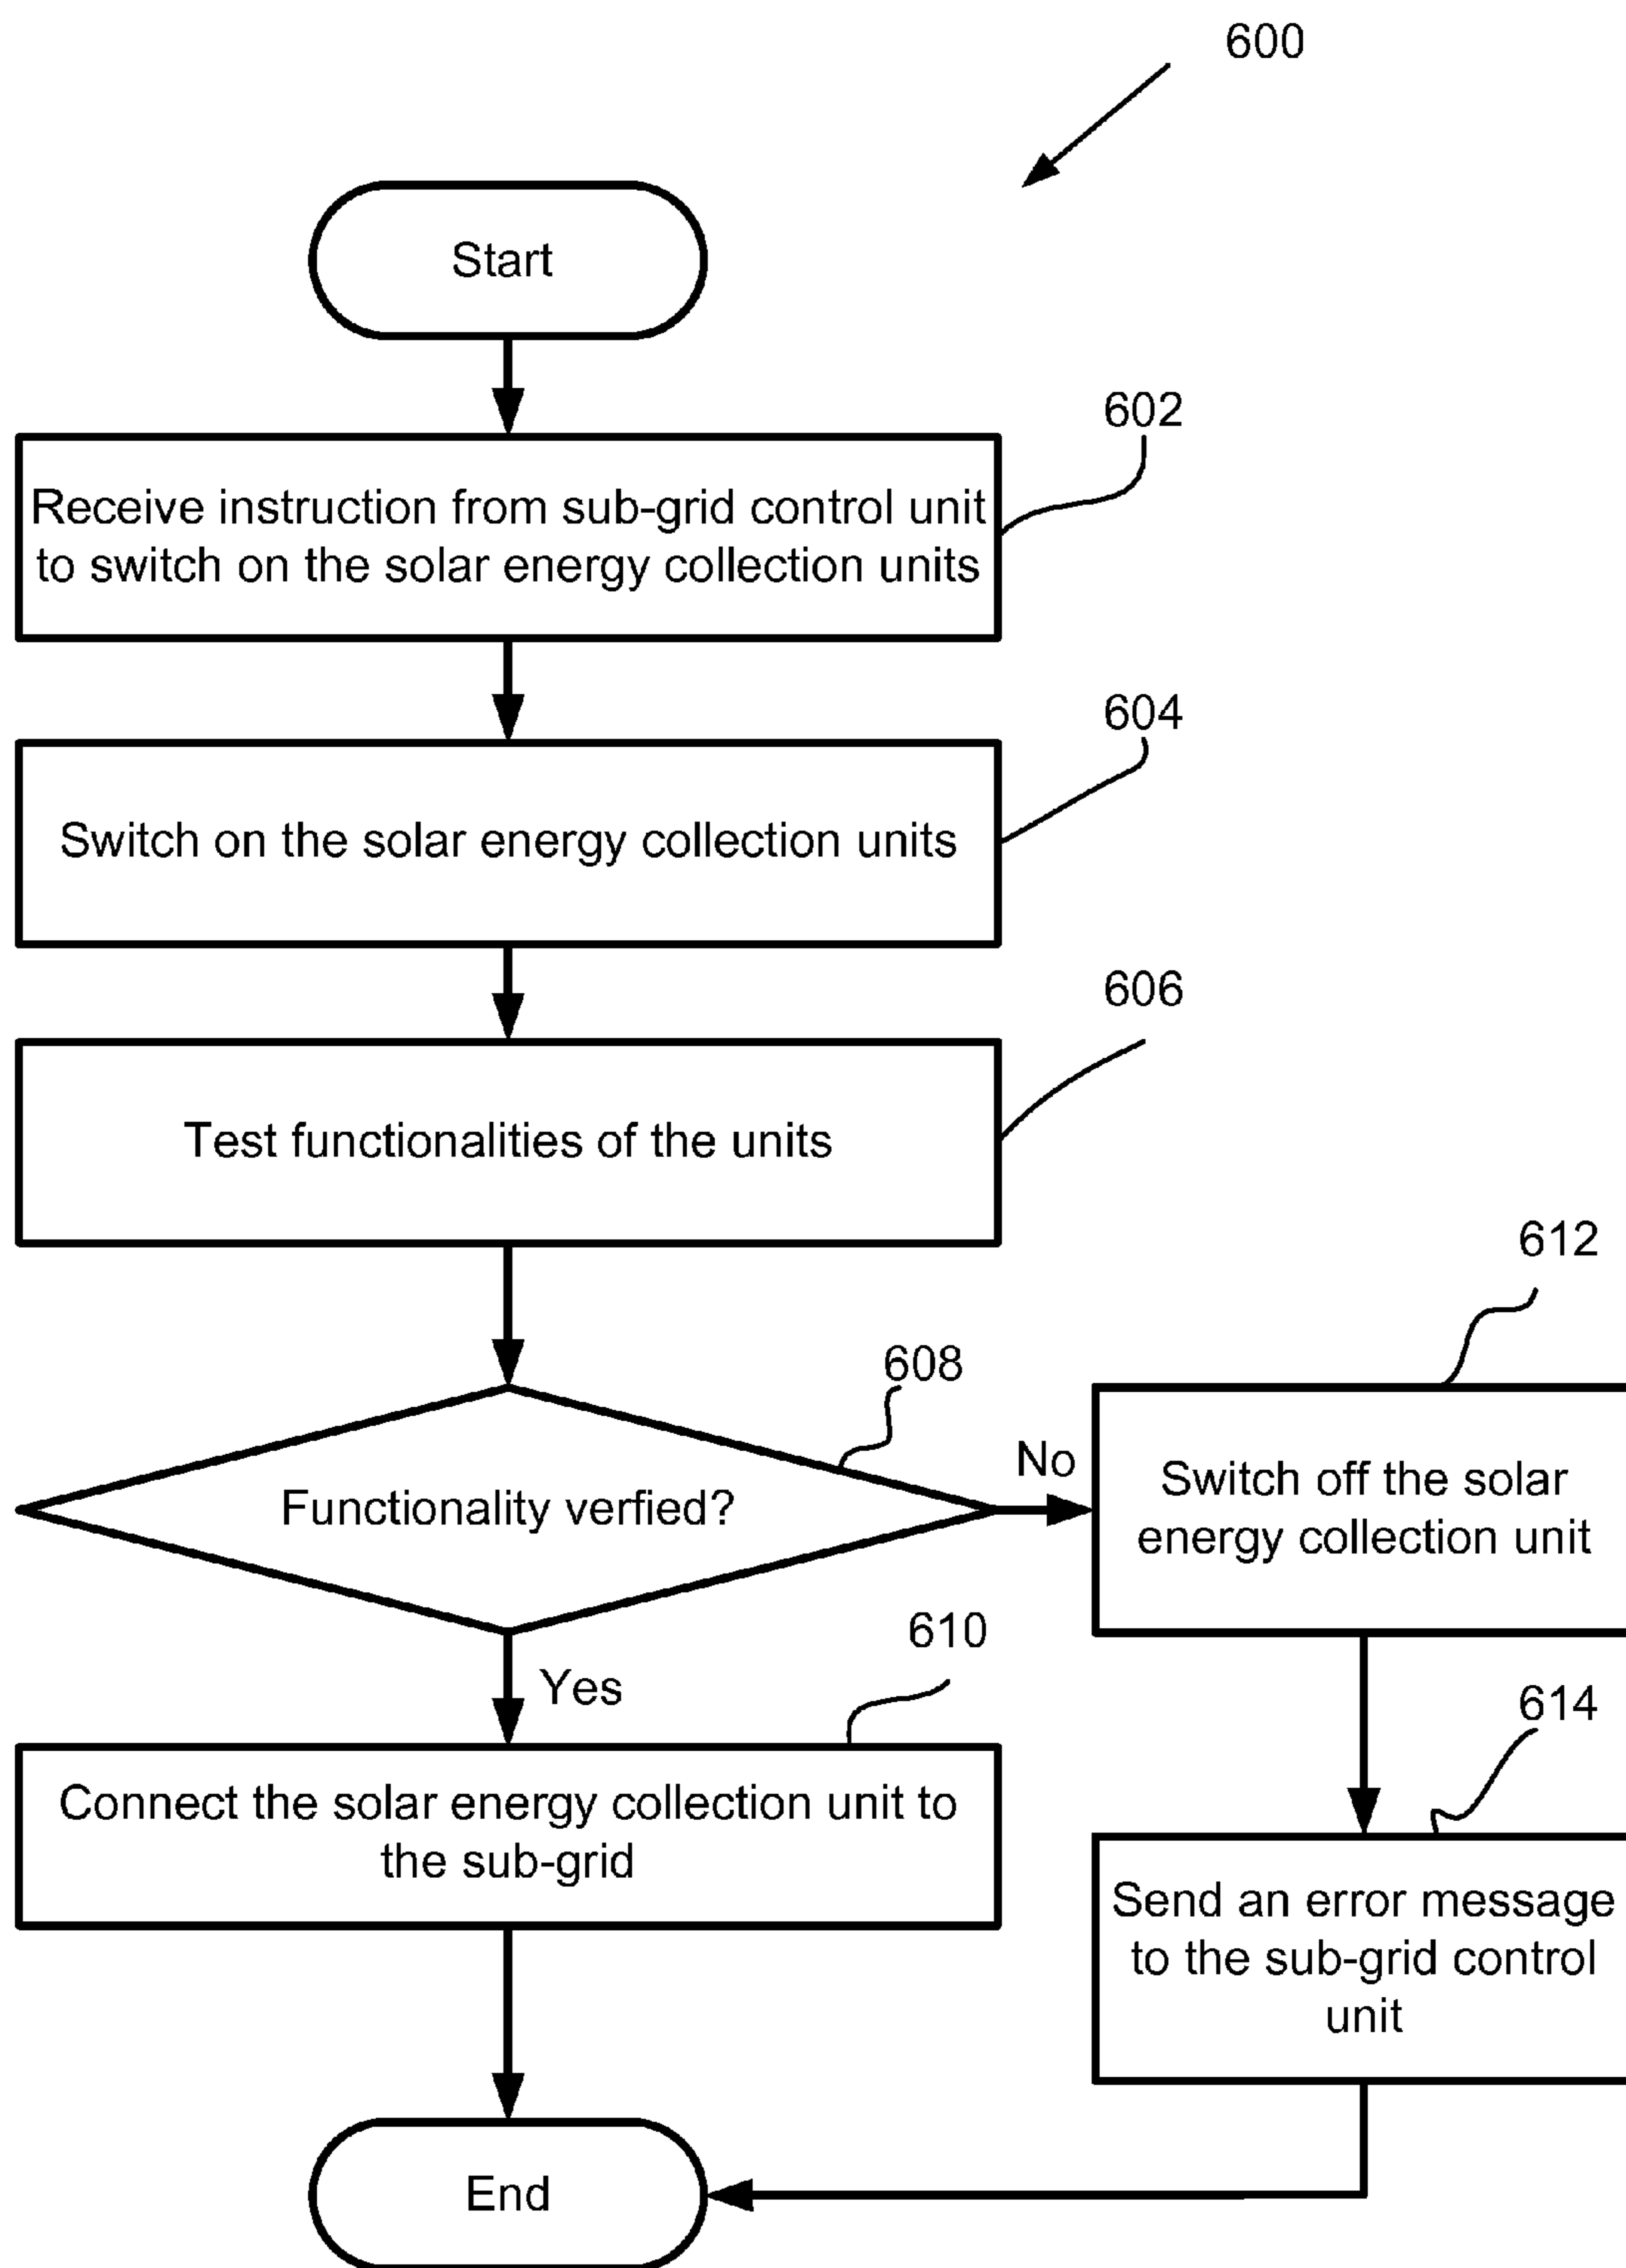 600
Start
602
Receive instruction from sub-grid control unit
to switch on the solar energy collection units
604
Switch on the solar energy collection units
606
Test functionalities of the units
608
Functionality verfied?
No
612
Switch off the solar
energy collection unit
Yes
610
Connect the solar energy collection unit to
the sub-grid
614
Send an error message
to the sub-grid control
unit
End